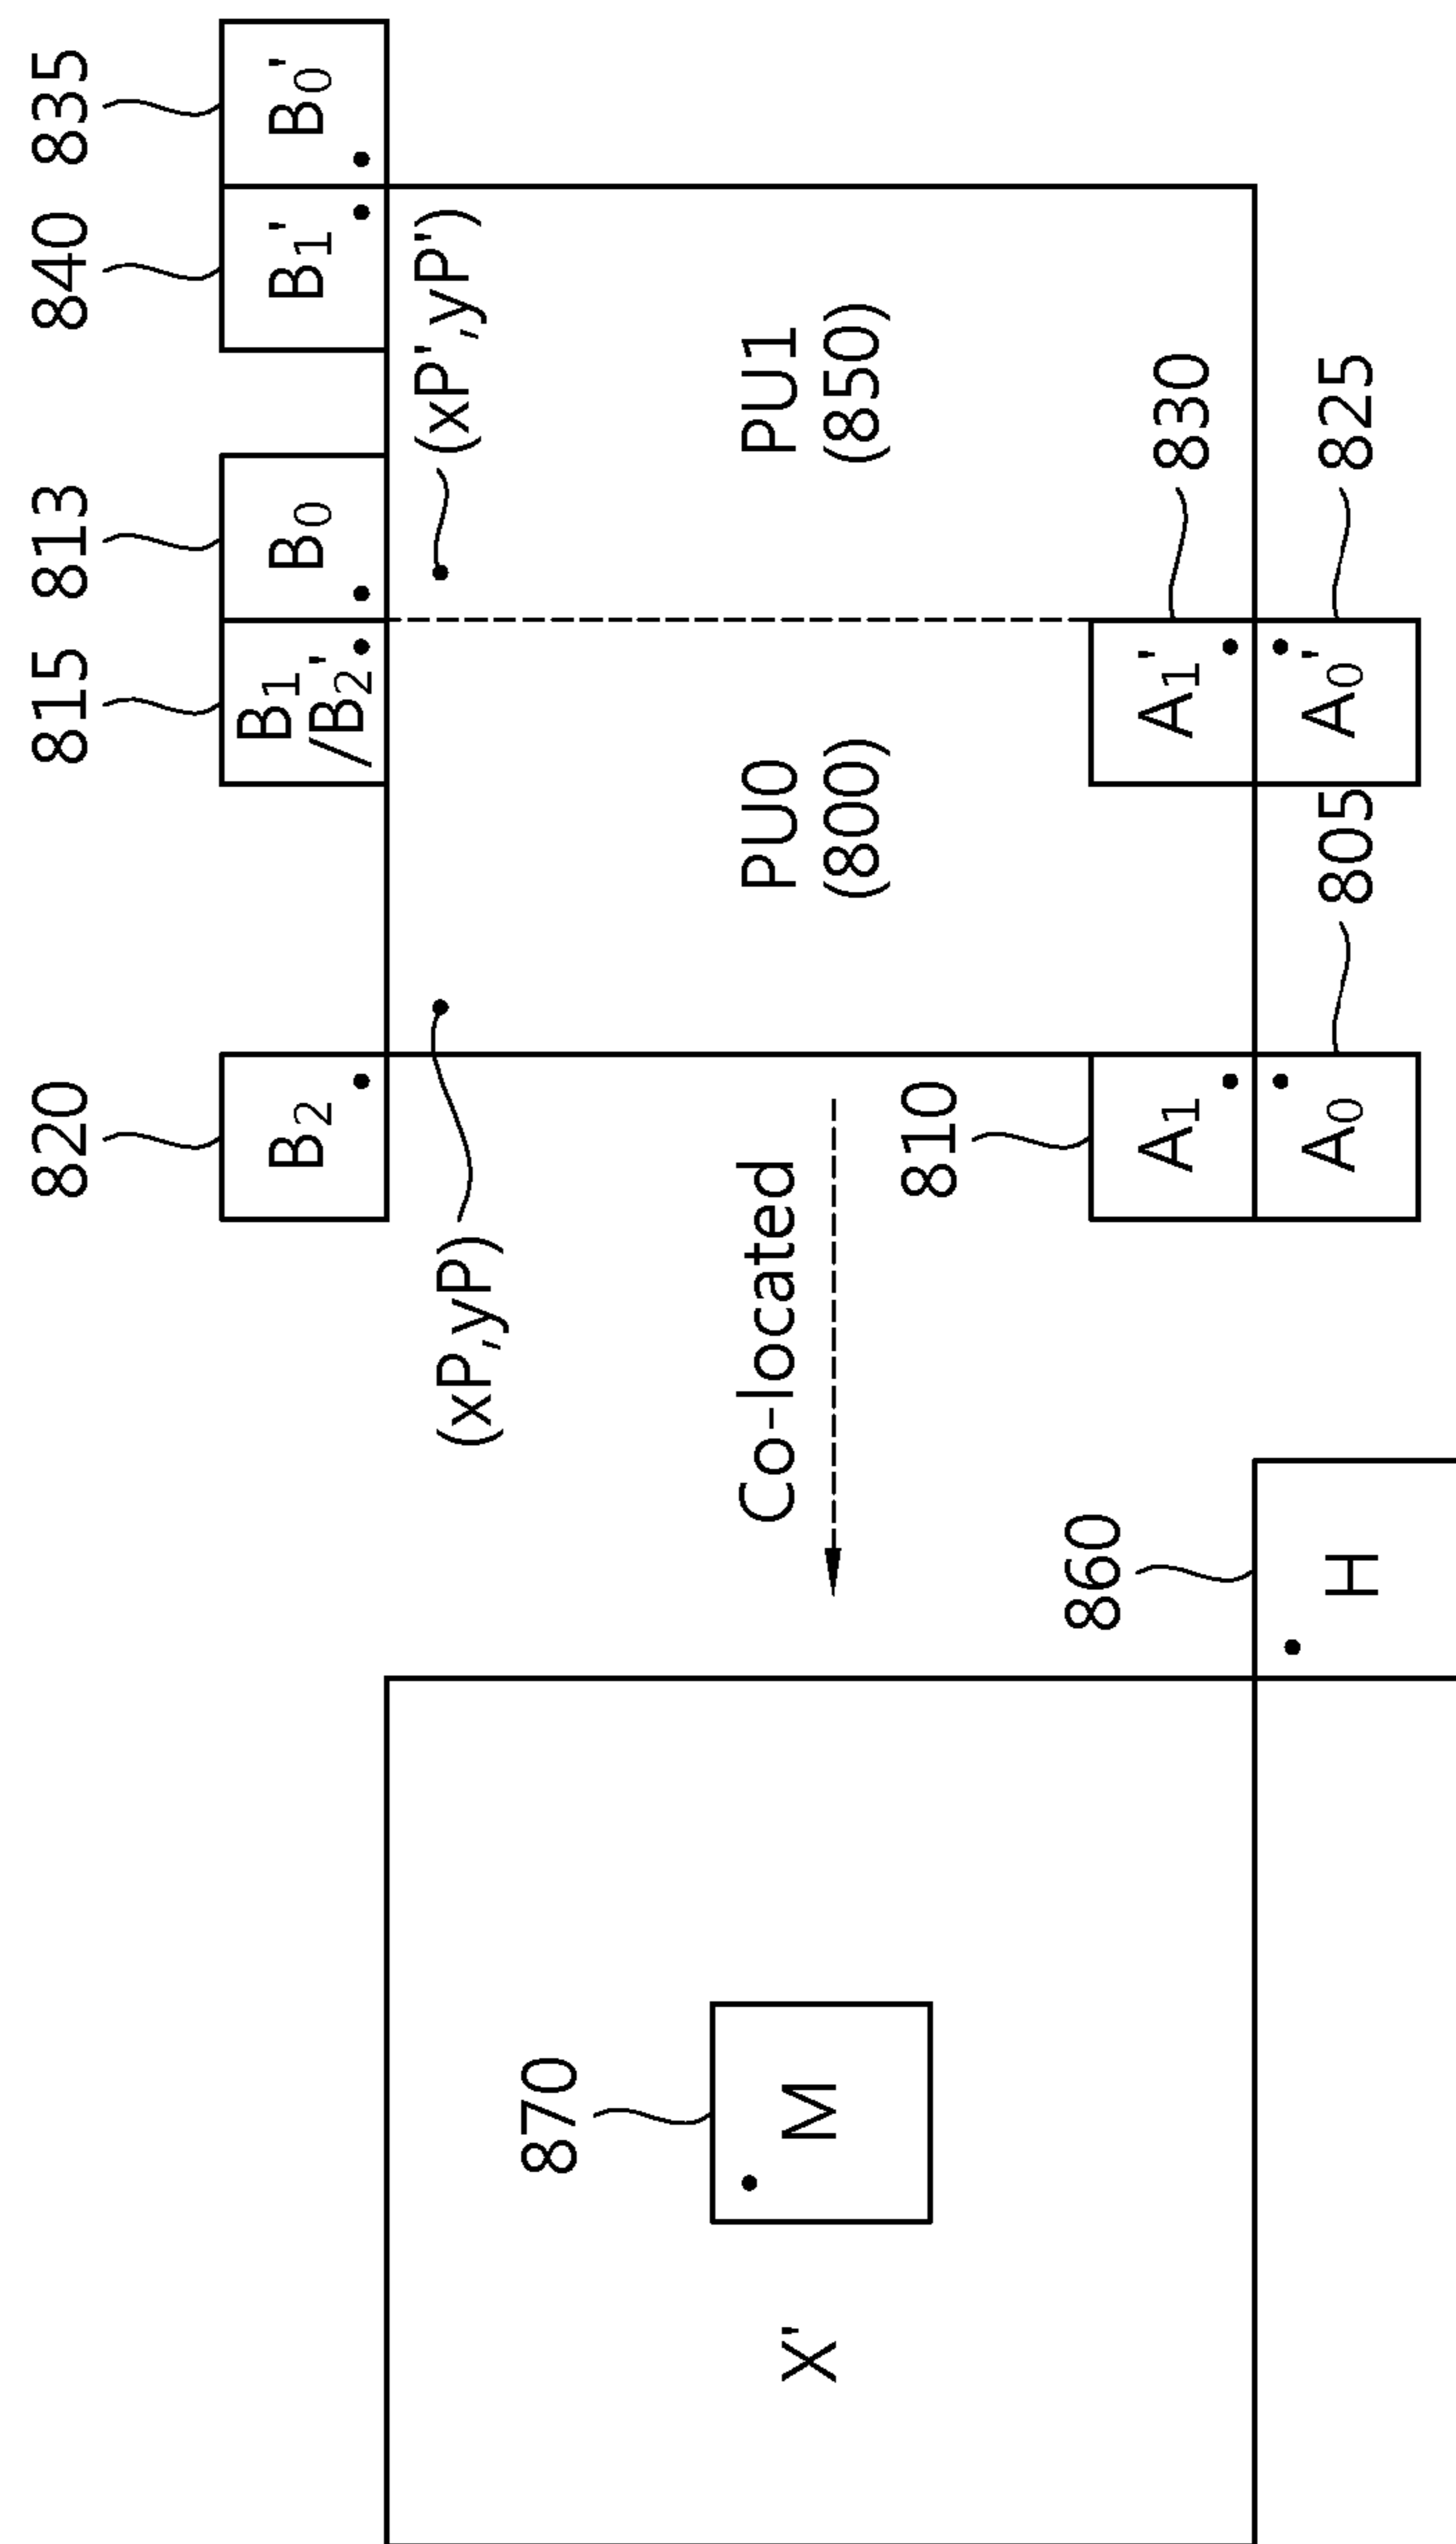 820
815
813
840
835
B₂
B₁
/B₂'
B₀
B₁'
B₀'
(xP,yP)
(xP',yP')
870
M
X'
Co-located
PU0
(800)
PU1
(850)
860
H
810
A₁
A₀
805
A₁'
A₀'
830
825